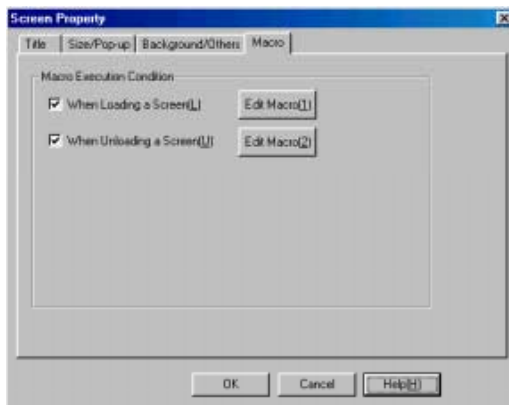 Screen Property
Title Size/Pop-up Background/Others Macro
Macro Execution Condition
When Loading a Screen(L) Edit Macro(1)
When Unloading a Screen(U) Edit Macro(2)
OK Cancel Help(H)